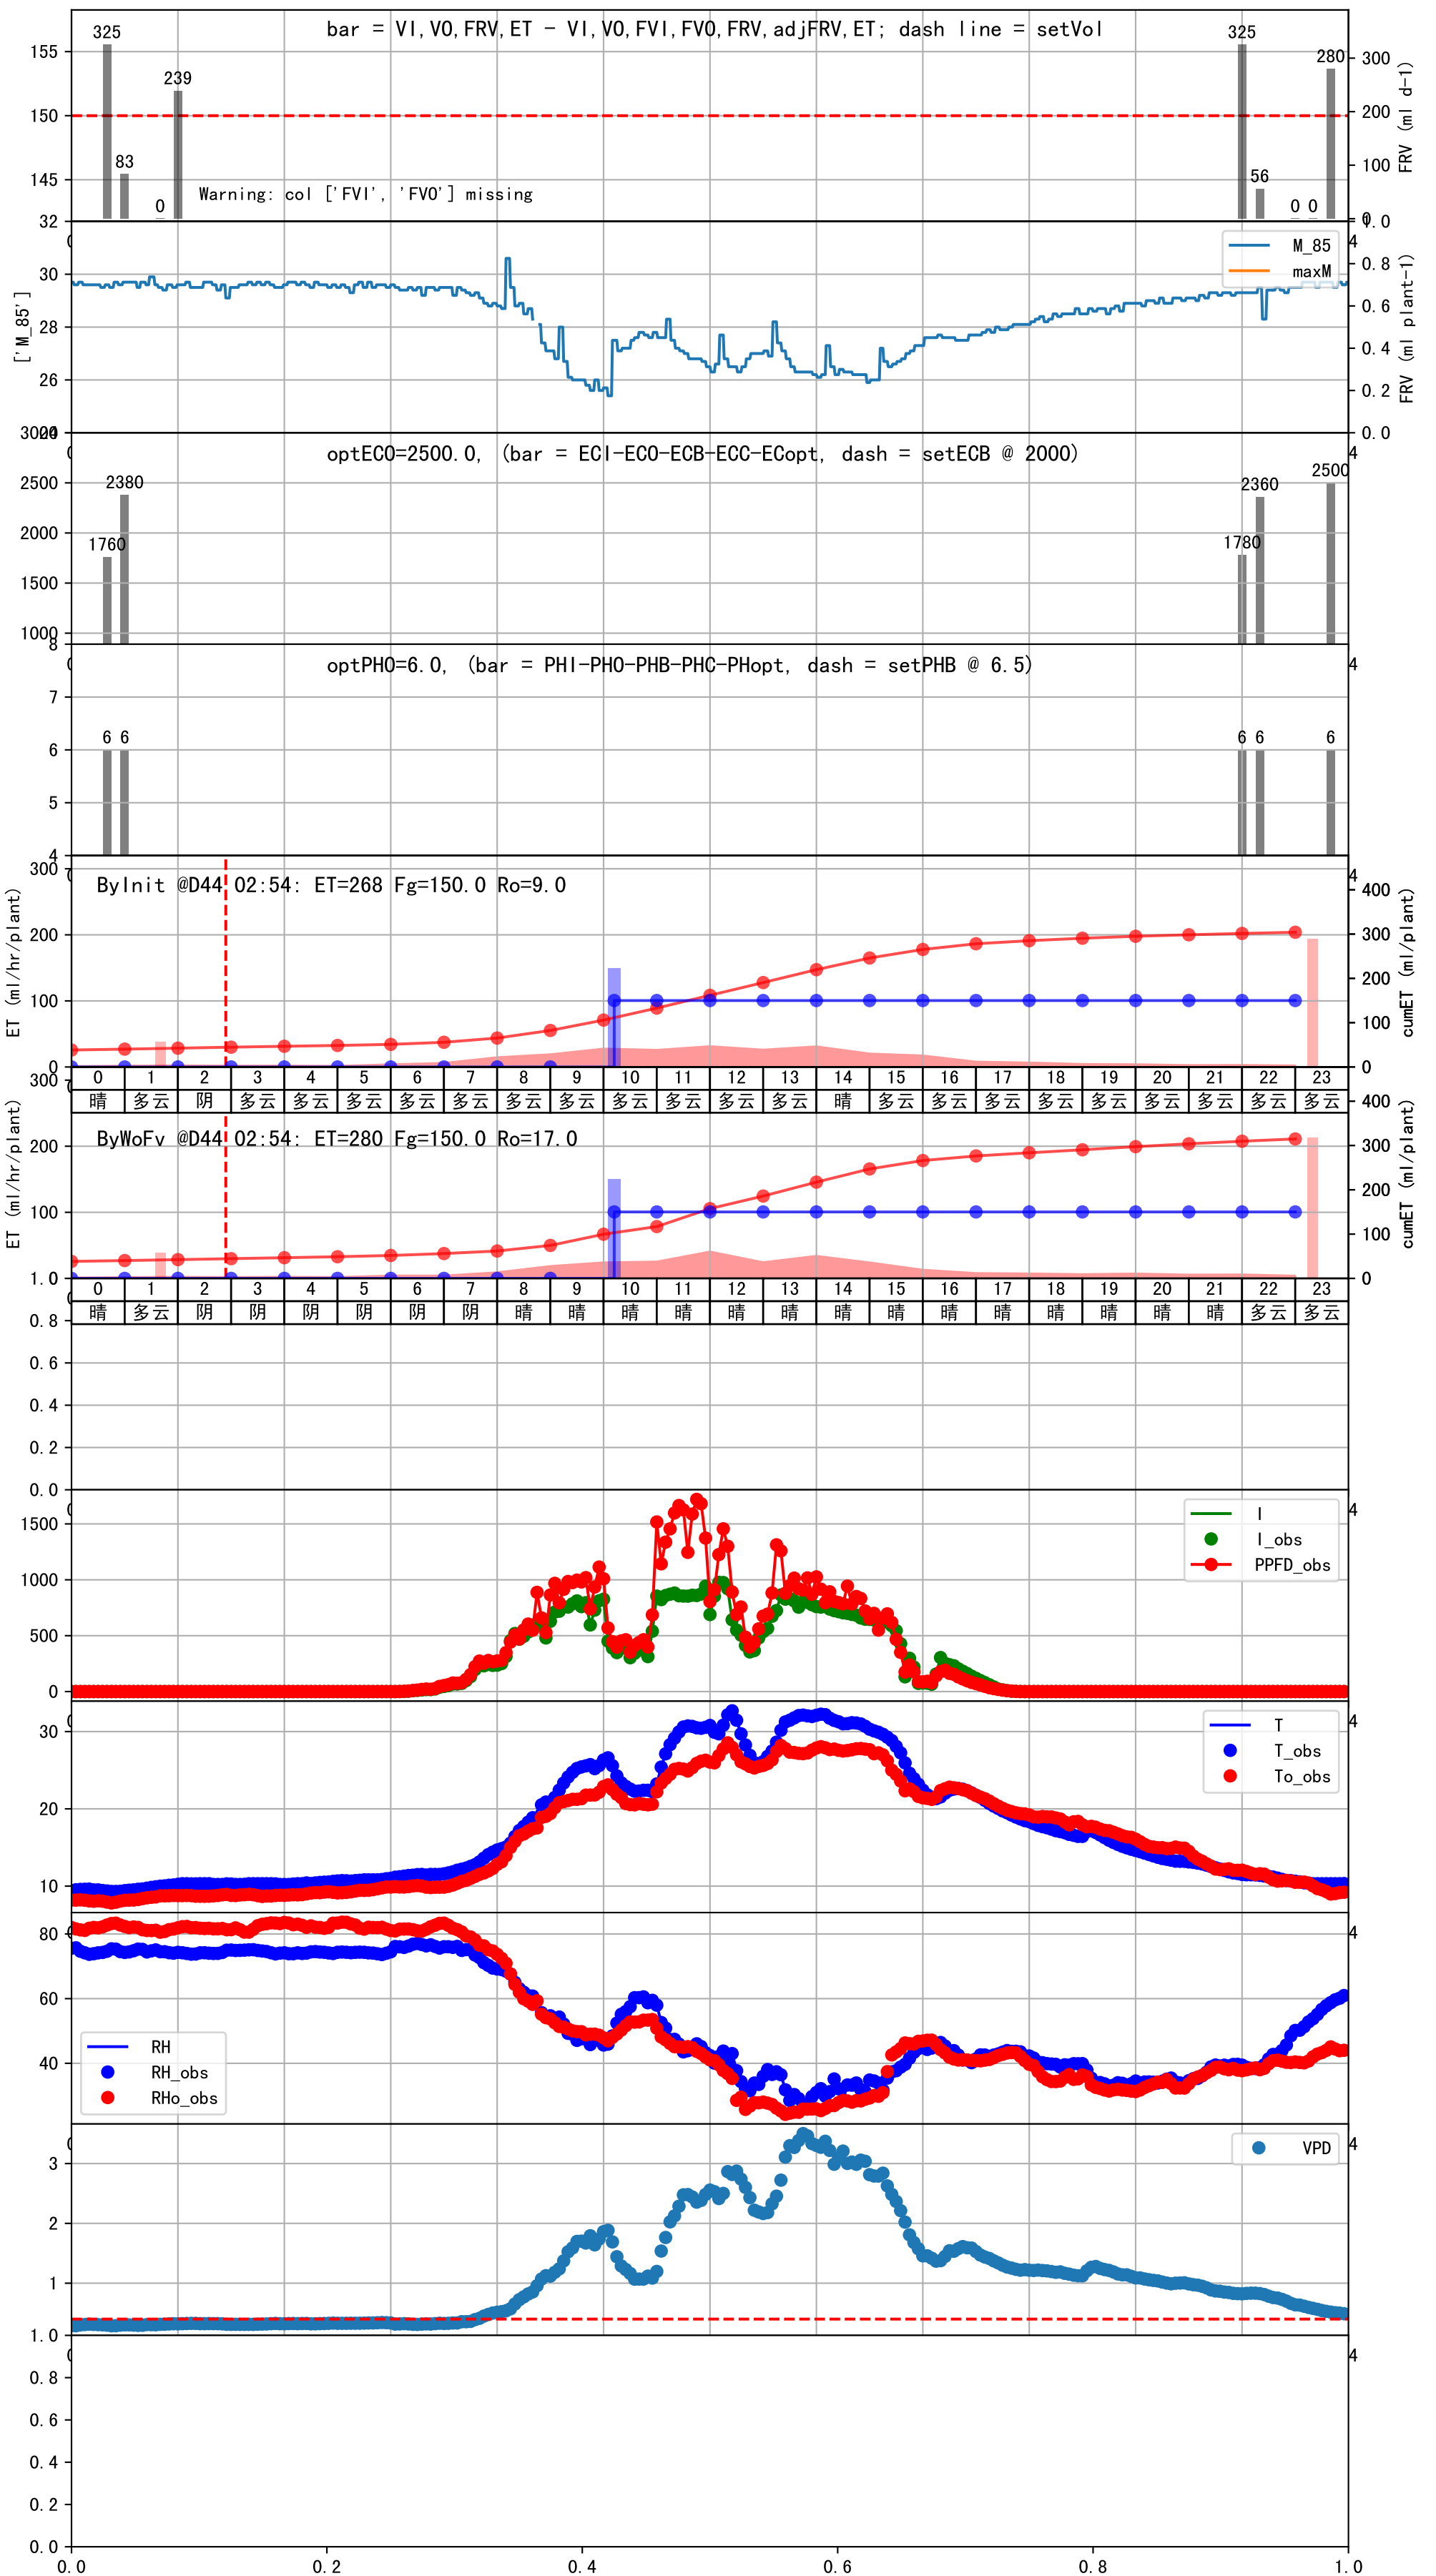 bar = VI,VO,FRV,ET - VI,VO,FVI,FVO,FRV,adjFRV,ET; dash line = setVol
325
83
0
239
325
56
0
0
280
155
150
145
300
200
100
0
FRV (ml d-1)
Warning: col ['FVI', 'FVO'] missing
32
30
28
26
24
['M_85']
M_85
maxM
1.0
0.8
0.6
0.4
0.2
0.0
FRV (ml plant-1)
optECO=2500.0, (bar = ECI-ECO-ECB-ECC-ECopt, dash = setECB @ 2000)
3000
2500
2000
1500
1000
1760
2380
1780
2360
2500
optPHO=6.0, (bar = PHI-PHO-PHB-PHC-PHopt, dash = setPHB @ 6.5)
8
7
6
5
4
6 6
6 6
6
ByInit @D44 02:54: ET=268 Fg=150.0 Ro=9.0
300
200
100
0
ET (ml/hr/plant)
400
300
200
100
0
cumET (ml/plant)
0 1 2 3 4 5 6 7 8 9 10 11 12 13 14 15 16 17 18 19 20 21 22 23
晴 多云 阴 多云 多云 多云 多云 多云 多云 多云 多云 多云 多云 多云 晴 多云 多云 多云 多云 多云 多云 多云 多云 多云
ByWoFv @D44 02:54: ET=280 Fg=150.0 Ro=17.0
300
200
100
ET (ml/hr/plant)
400
300
200
100
0
cumET (ml/plant)
0 1 2 3 4 5 6 7 8 9 10 11 12 13 14 15 16 17 18 19 20 21 22 23
晴 多云 阴 阴 阴 阴 阴 阴 晴 晴 晴 晴 晴 晴 晴 晴 晴 晴 晴 晴 晴 晴 多云 多云
1.0
0.8
0.6
0.4
0.2
0.0
1500
1000
500
0
I
I_obs
PPFD_obs
30
20
10
T
T_obs
To_obs
80
60
40
RH
RH_obs
RHo_obs
3
2
1
VPD
1.0
0.8
0.6
0.4
0.2
0.0
0.0 0.2 0.4 0.6 0.8 1.0